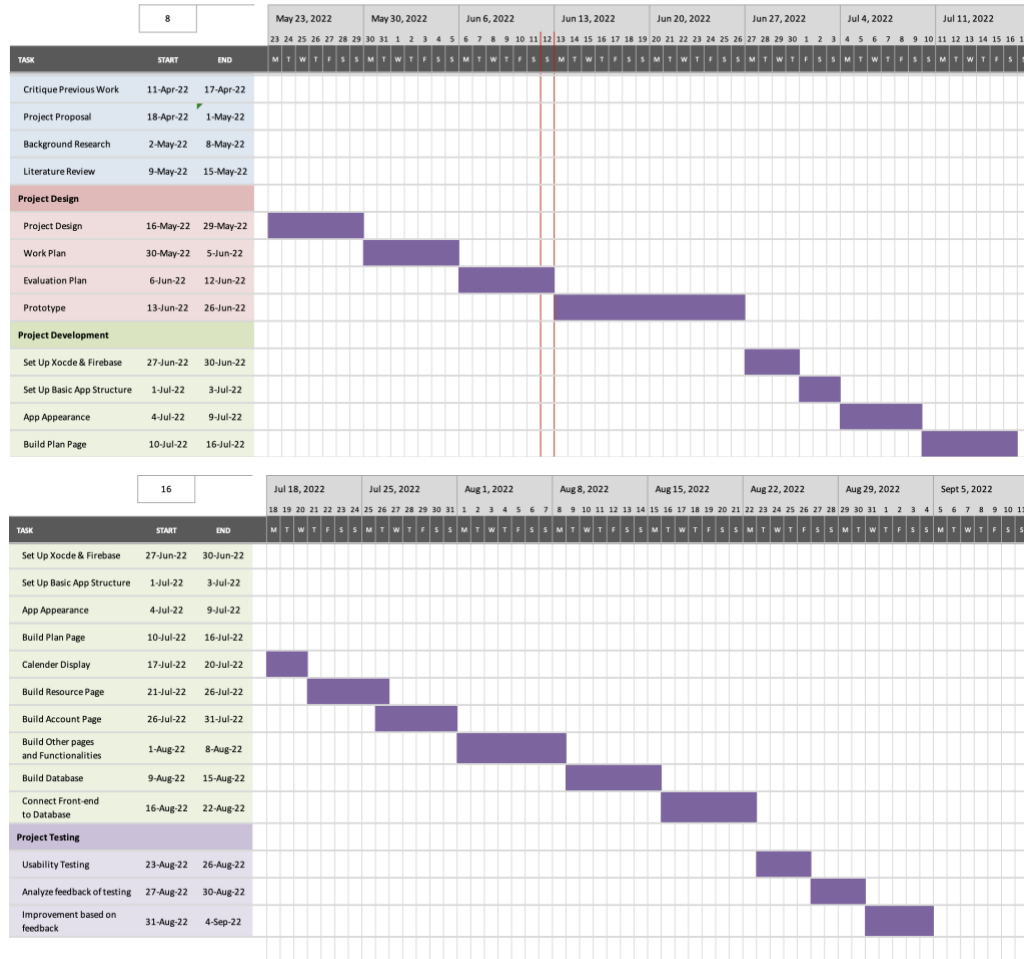 8
May 23, 2022 May 30, 2022 Jun 6, 2022 Jun 13, 2022 Jun 20, 2022 Jun 27, 2022 Jul 4, 2022 Jul 11, 2022
23 24 25 26 27 28 29 30 31 1 2 3 4 5 6 7 8 9 10 11 12 13 14 15 16 17 18 19 20 21 22 23 24 25 26 27 28 29 30 1 2 3 4 5 6 7 8 9 10 11 12 13 14 15 16
TASK START END M T W T F S S M T W T F S S M T W T F S S M T W T F S S M T W T F S S M T W T F S S M T W T F S S M T W T F S
Critique Previous Work 11-Apr-22 17-Apr-22
Project Proposal 18-Apr-22 1-May-22
Background Research 2-May-22 8-May-22
Literature Review 9-May-22 15-May-22
Project Design
Project Design 16-May-22 29-May-22
Work Plan 30-May-22 5-Jun-22
Evaluation Plan 6-Jun-22 12-Jun-22
Prototype 13-Jun-22 26-Jun-22
Project Development
Set Up Xocde & Firebase 27-Jun-22 30-Jun-22
Set Up Basic App Structure 1-Jul-22 3-Jul-22
App Appearance 4-Jul-22 9-Jul-22
Build Plan Page 10-Jul-22 16-Jul-22
16
Jul 18, 2022 Jul 25, 2022 Aug 1, 2022 Aug 8, 2022 Aug 15, 2022 Aug 22, 2022 Aug 29, 2022 Sept 5, 2022
18 19 20 21 22 23 24 25 26 27 28 29 30 31 1 2 3 4 5 6 7 8 9 10 11 12 13 14 15 16 17 18 19 20 21 22 23 24 25 26 27 28 29 30 31 1 2 3 4 5 6 7 8 9 10 11
TASK START END M T W T F S S M T W T F S S M T W T F S S M T W T F S S M T W T F S S M T W T F S S M T W T F S S M T W T F S S
Set Up Xocde & Firebase 27-Jun-22 30-Jun-22
Set Up Basic App Structure 1-Jul-22 3-Jul-22
App Appearance 4-Jul-22 9-Jul-22
Build Plan Page 10-Jul-22 16-Jul-22
Calender Display 17-Jul-22 20-Jul-22
Build Resource Page 21-Jul-22 26-Jul-22
Build Account Page 26-Jul-22 31-Jul-22
Build Other pages
and Functionalities 1-Aug-22 8-Aug-22
Build Database 9-Aug-22 15-Aug-22
Connect Front-end
to Database 16-Aug-22 22-Aug-22
Project Testing
Usability Testing 23-Aug-22 26-Aug-22
Analyze feedback of testing 27-Aug-22 30-Aug-22
Improvement based on
feedback 31-Aug-22 4-Sep-22